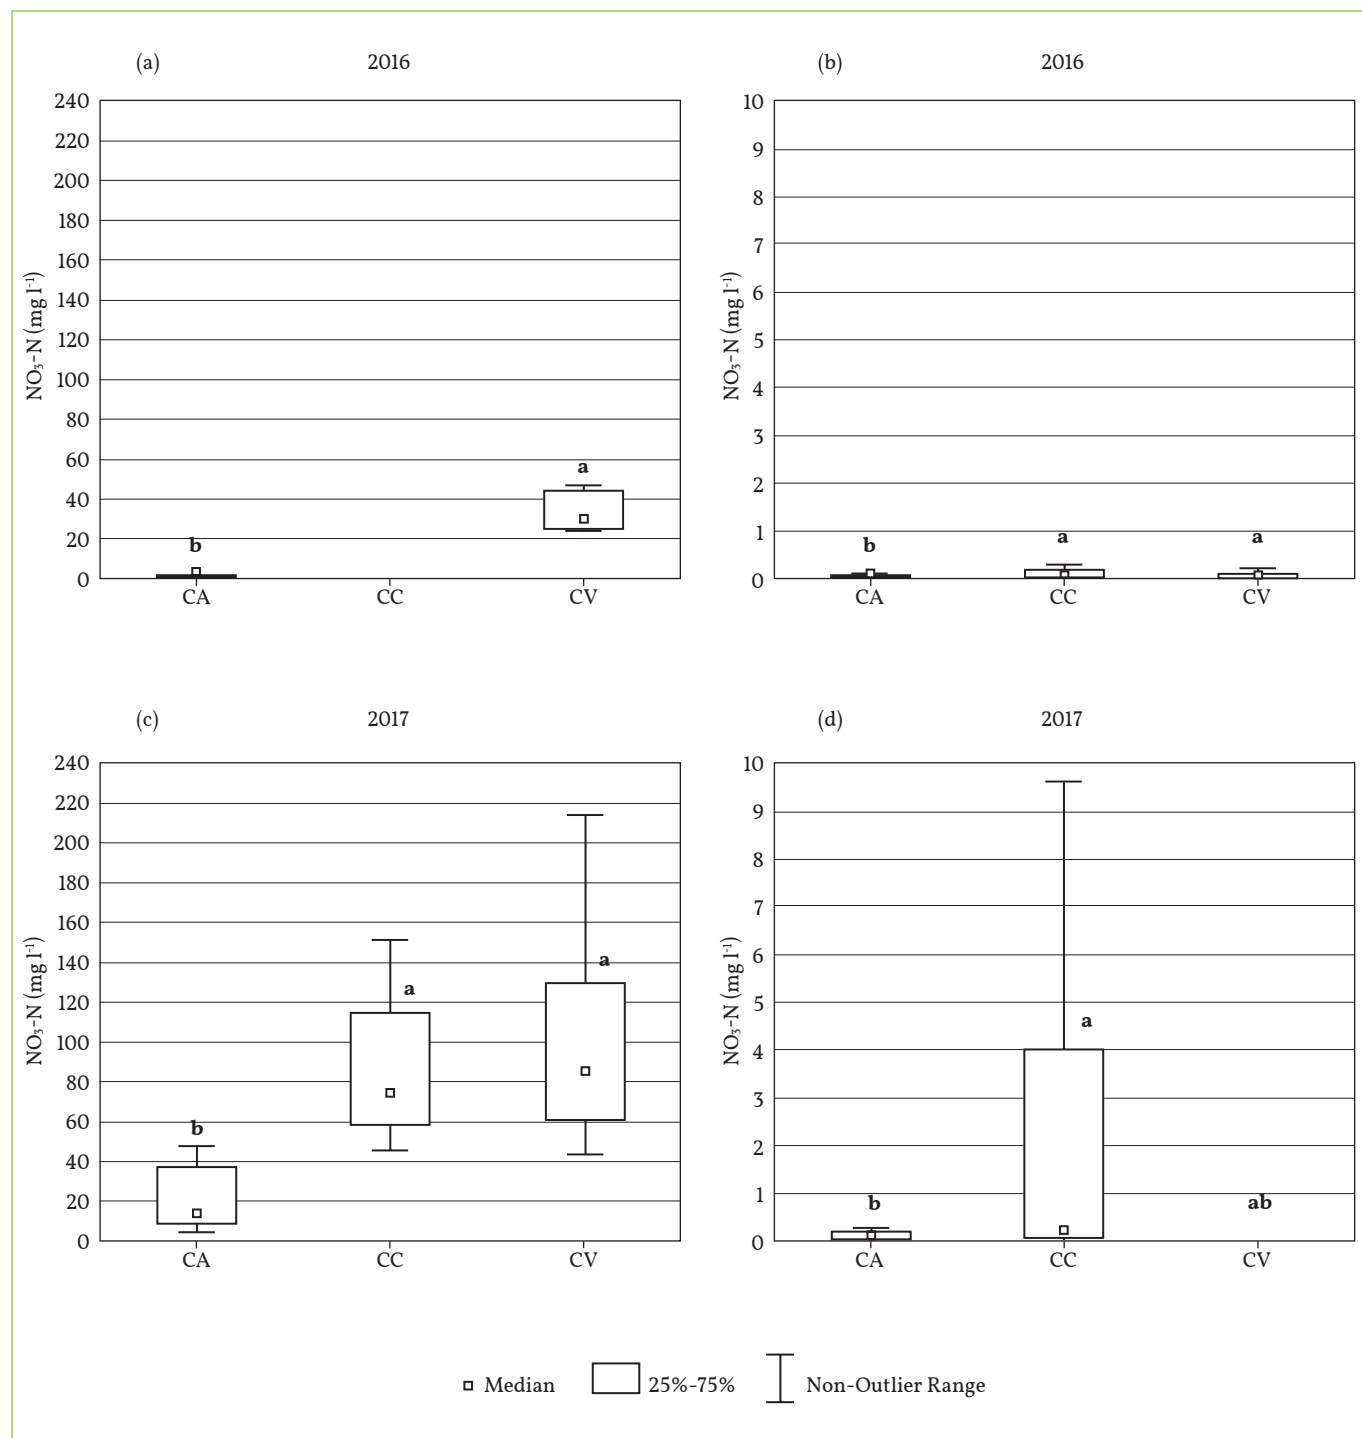 (a) 2016
240
220
200
180
160
140
120
100
80
60
40
20
0
NO₃-N (mg l⁻¹)
b
a
CA CC CV
(b) 2016
10
9
8
7
6
5
4
3
2
1
0
NO₃-N (mg l⁻¹)
b a a
CA CC CV
(c) 2017
240
220
200
180
160
140
120
100
80
60
40
20
0
NO₃-N (mg l⁻¹)
b
a
a
CA CC CV
(d) 2017
10
9
8
7
6
5
4
3
2
1
0
NO₃-N (mg l⁻¹)
b
a
ab
CA CC CV
Median 25%-75% Non-Outlier Range